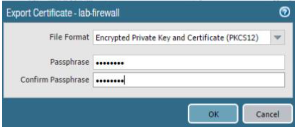 Export Certificate - lab-firewall
File Format Encrypted Private Key and Certificate (PKCS12)
Passphrase ••••••••
Confirm Passphrase ••••••••
OK Cancel